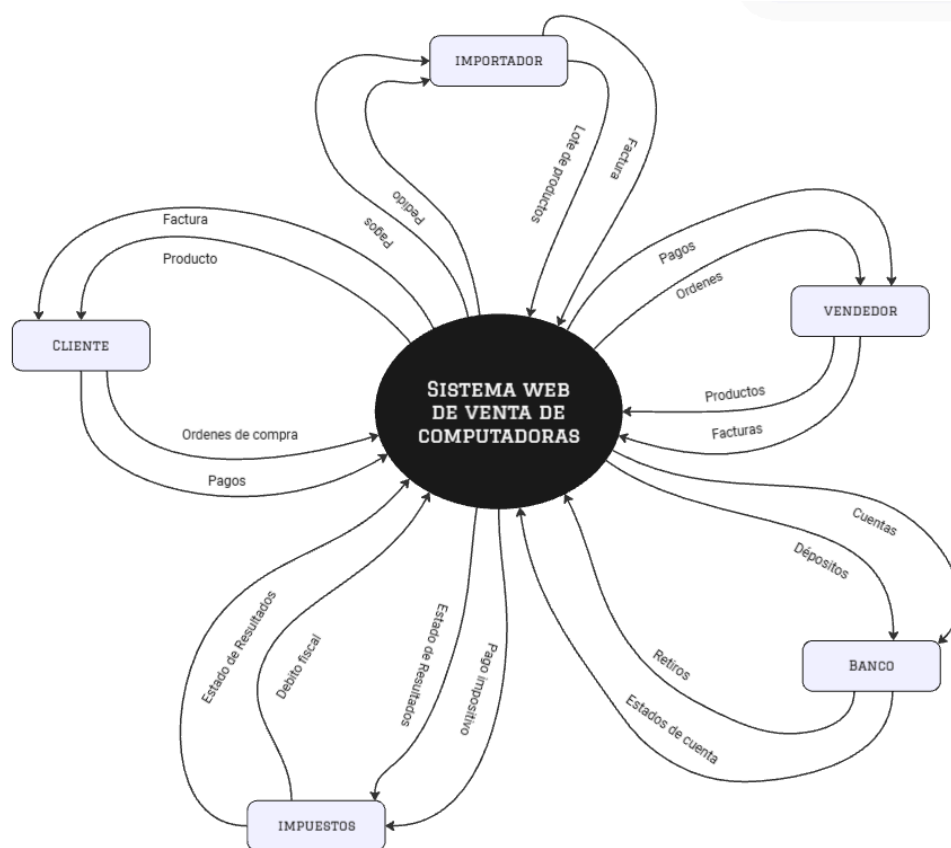 IMPORTADOR
Lote de productos
Factura
Pedido
Pagos
Factura
Producto
CLIENTE
Ordenes de compra
Pagos
Pagos
Ordenes
VENDEDOR
Productos
Facturas
SISTEMA WEB
DE VENTA DE
COMPUTADORAS
Cuentas
Dépositos
BANCO
Retiros
Estados de cuenta
Estado de Resultados
Debito fiscal
Estado de Resultados
Pago impositivo
IMPUESTOS